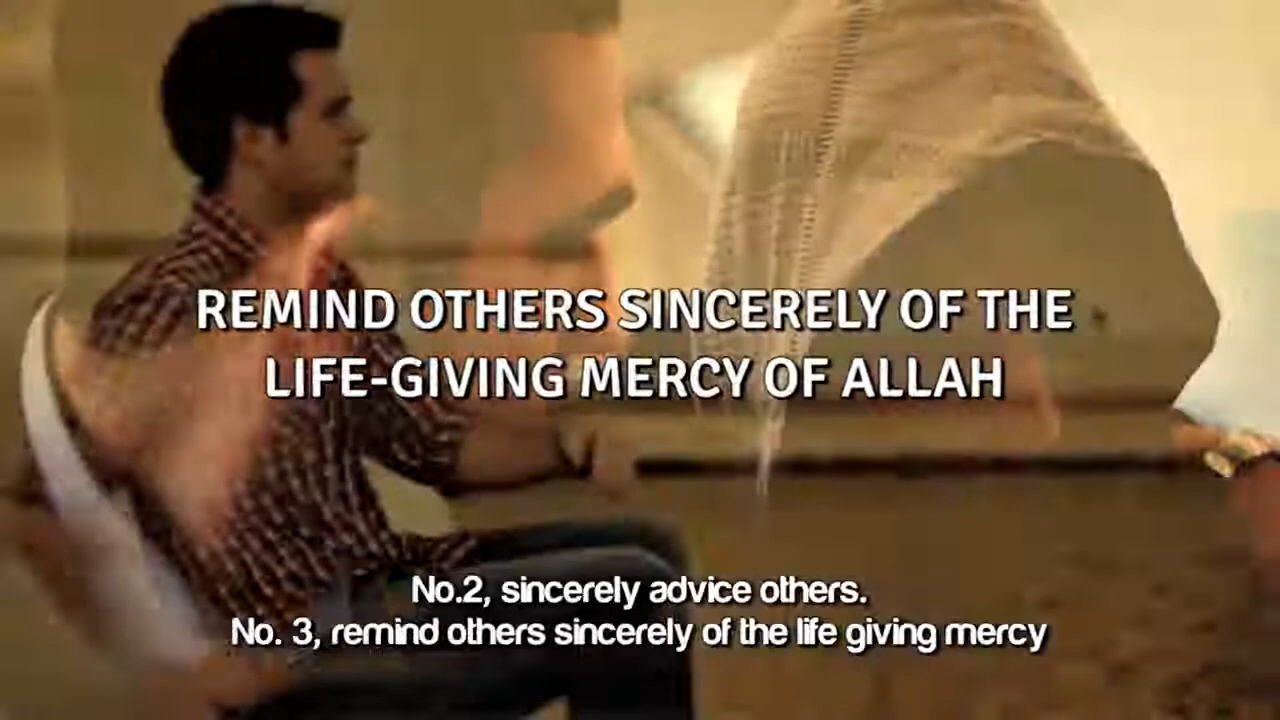 REMIND OTHERS SINCERELY OF THE
LIFE-GIVING MERCY OF ALLAH
No.2, sincerely advice others.
No. 3, remind others sincerely of the life giving mercy